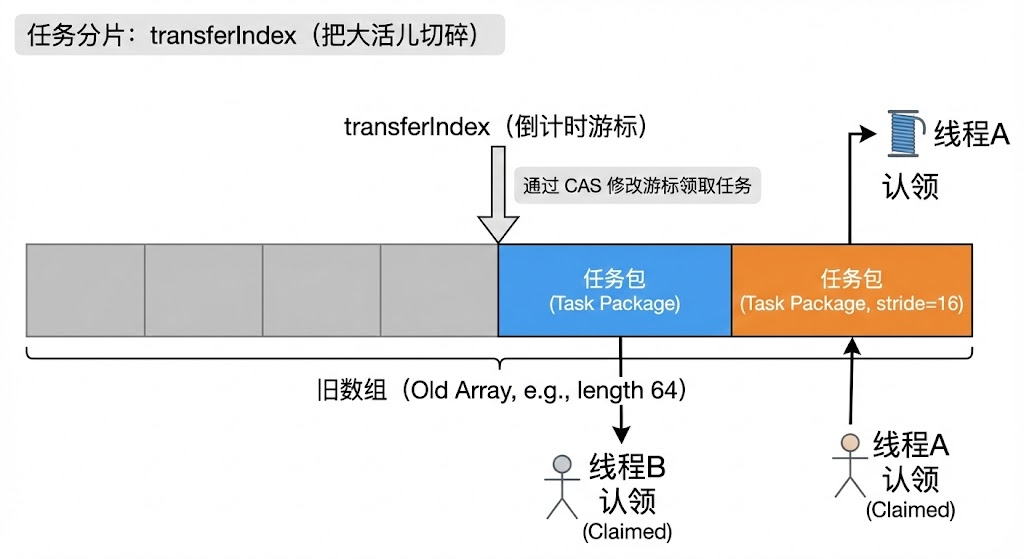 任务分片：transferIndex（把大活儿切碎）
transferIndex（倒计时游标）
通过 CAS 修改游标领取任务
线程A
认领
任务包
(Task Package)
任务包
(Task Package, stride=16)
旧数组（Old Array, e.g., length 64）
线程B
认领
(Claimed)
线程A
认领
(Claimed)